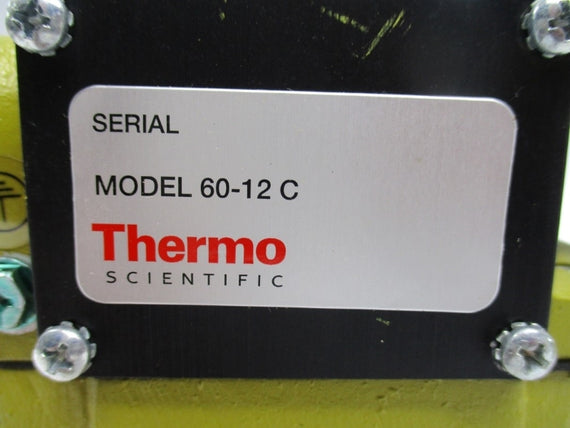 SERIAL
MODEL 60-12 C
Thermo
SCIENTIFIC